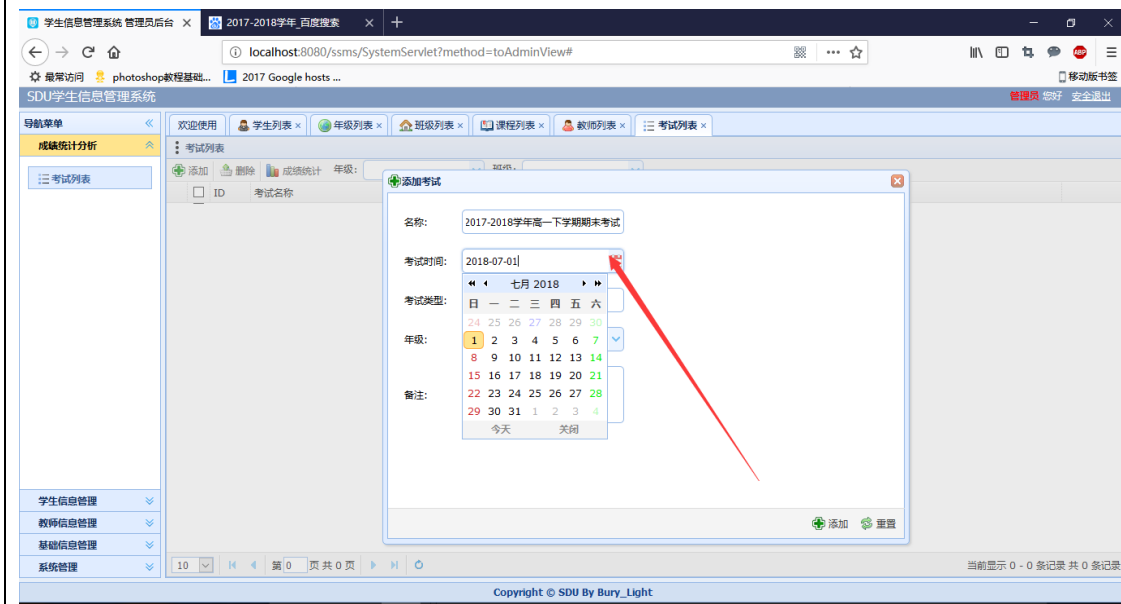 学生信息管理系统 管理员后台
2017-2018学年_百度搜索
localhost:8080/ssms/SystemServlet?method=toAdminView#
最常访问 photoshop教程基础... 2017 Google hosts ... 移动版书签
SDU学生信息管理系统 管理员 您好 安全退出
导航菜单 欢迎使用 学生列表 年级列表 班级列表 课程列表 教师列表 考试列表
成绩统计分析 考试列表
添加 删除 成绩统计 年级: 班级:
考试列表
ID 考试名称
添加考试
名称: 2017-2018学年高一下学期期末考试
考试时间: 2018-07-01
七月 2018
考试类型:
日 一 二 三 四 五 六
24 25 26 27 28 29 30
年级:
1 2 3 4 5 6 7
8 9 10 11 12 13 14
15 16 17 18 19 20 21
备注:
22 23 24 25 26 27 28
29 30 31 1 2 3 4
今天 关闭
学生信息管理
教师信息管理
基础信息管理
系统管理
添加 重置
10 第 0 页 共 0 页 当前显示 0 - 0 条记录 共 0 条记录
Copyright © SDU By Bury_Light